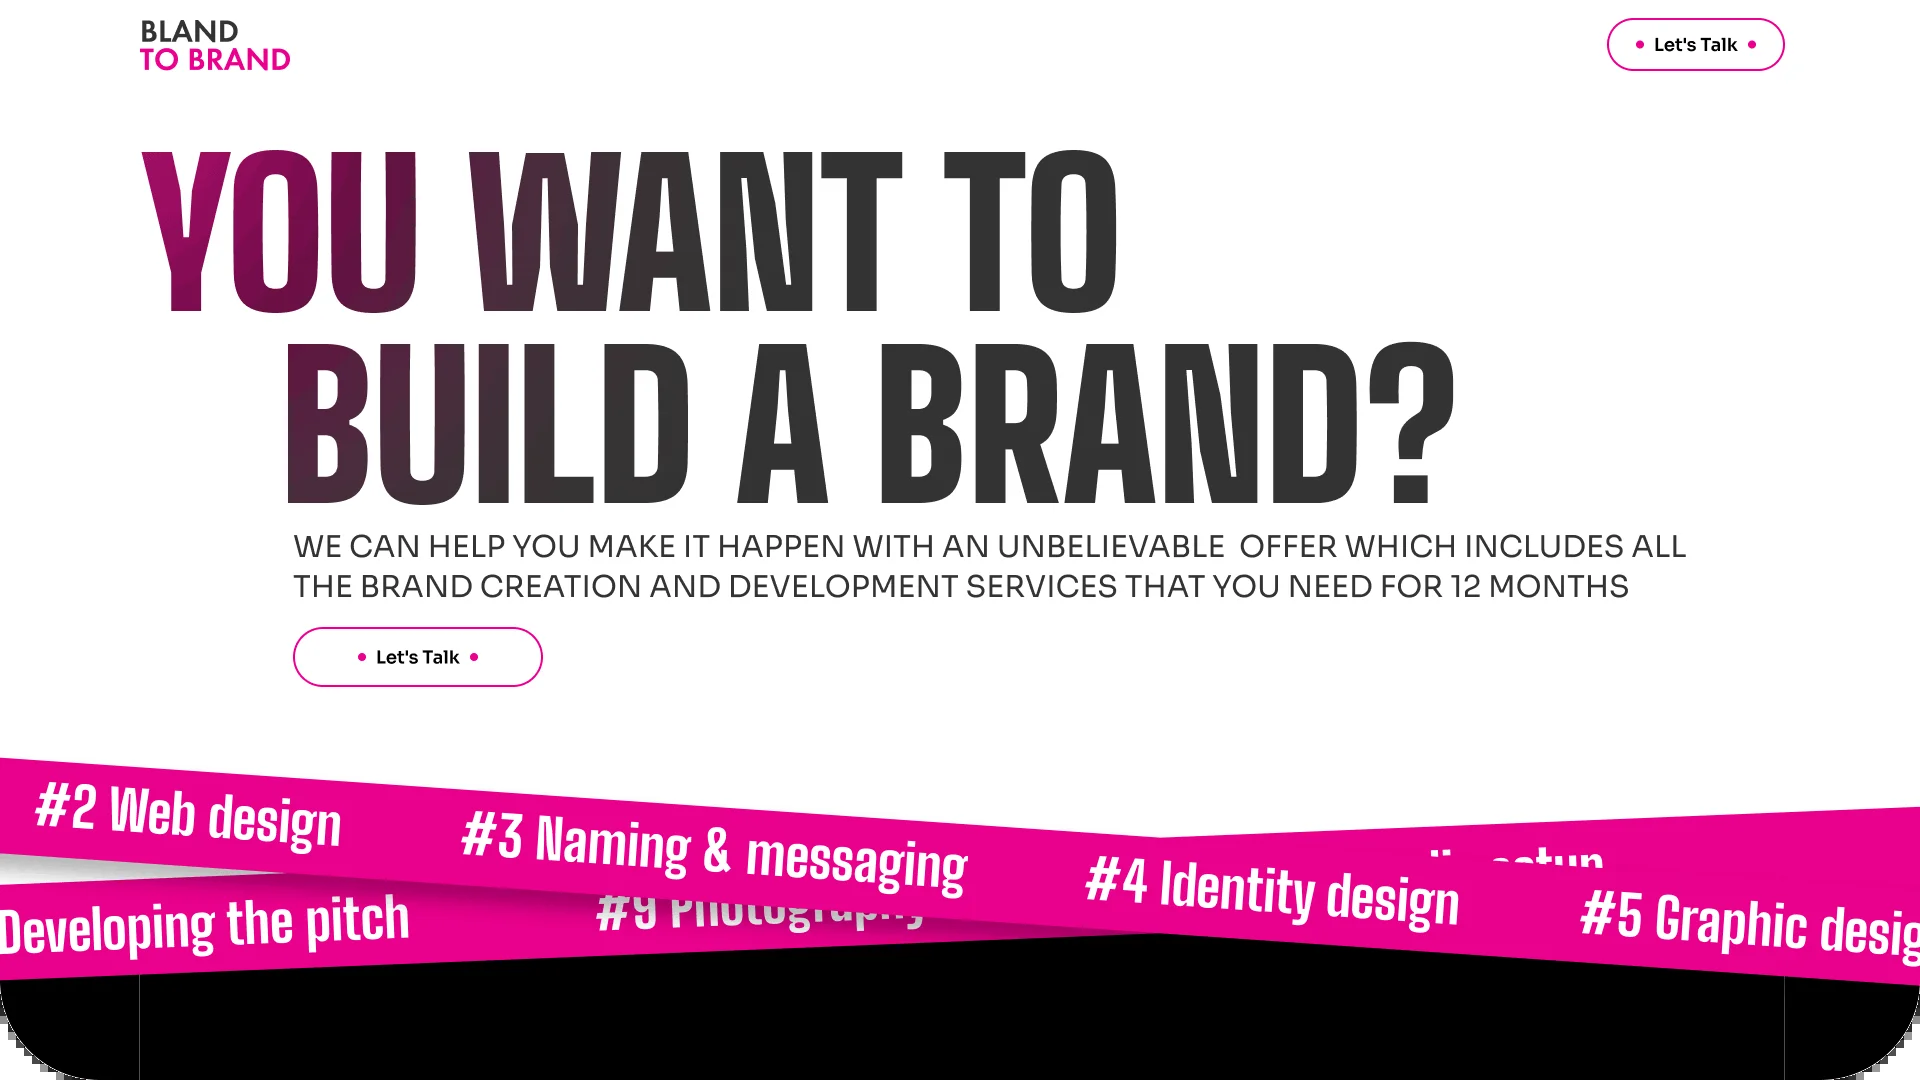 BLAND
TO BRAND
Let's Talk
YOU WANT TO
BUILD A BRAND?
WE CAN HELP YOU MAKE IT HAPPEN WITH AN UNBELIEVABLE OFFER WHICH INCLUDES ALL
THE BRAND CREATION AND DEVELOPMENT SERVICES THAT YOU NEED FOR 12 MONTHS
Let's Talk
#2 Web design
#3 Naming & messaging
#4 Identity design
#5 Graphic desig
Developing the pitch
#9 Photography
setup